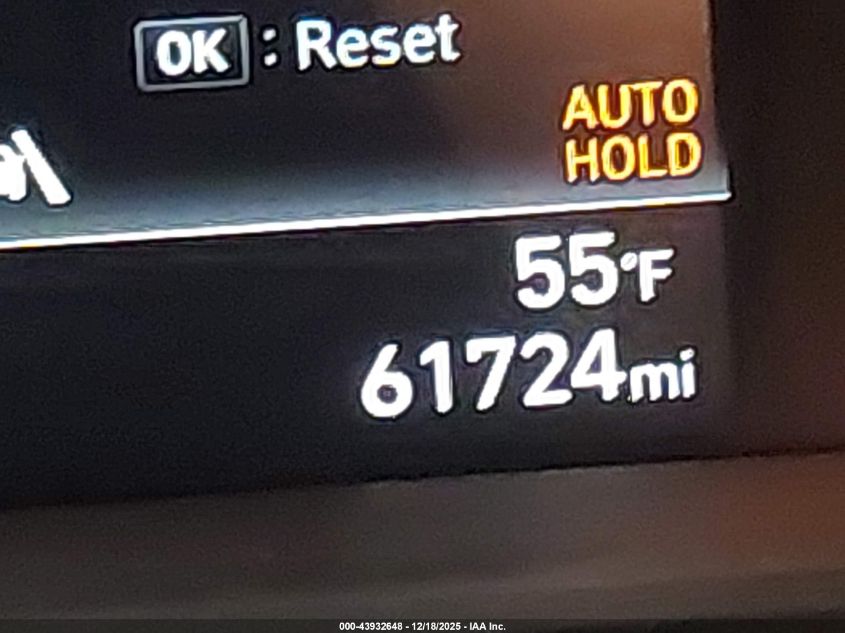 OK : Reset
AUTO
HOLD
55°F
61724mi
000-43932648 - 12/18/2025 - IAA Inc.